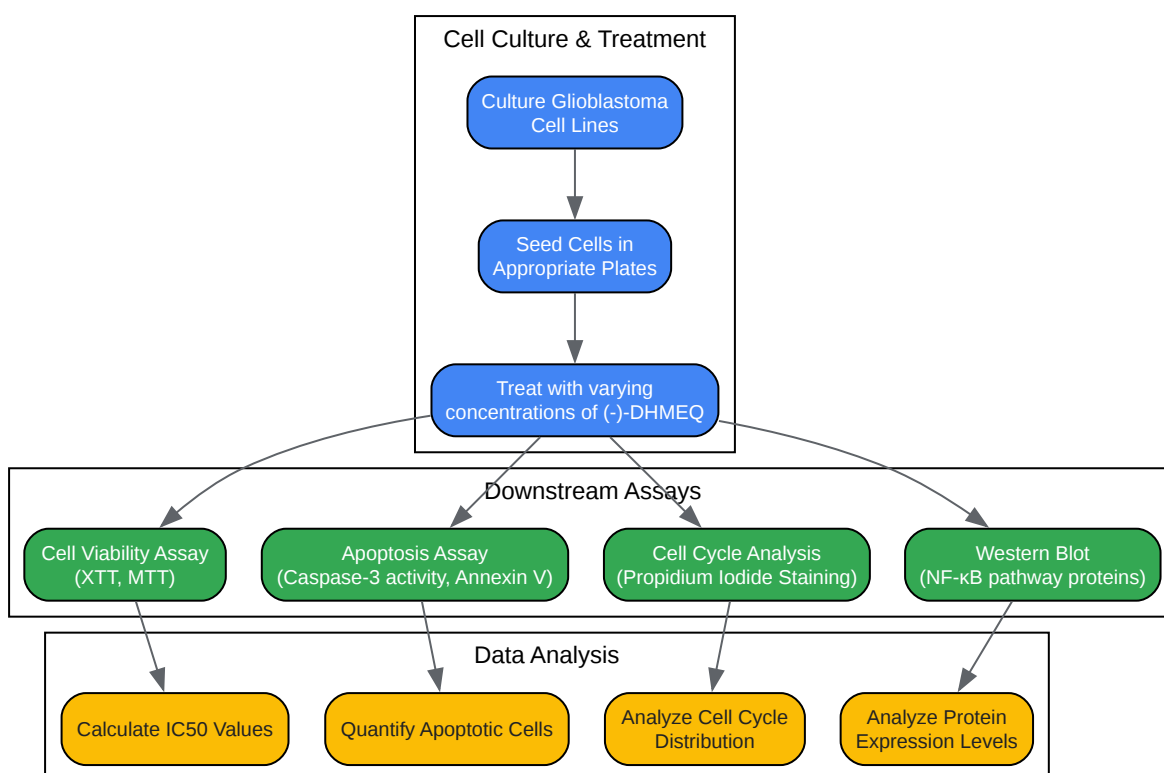 Cell Culture & Treatment
Culture Glioblastoma
Cell Lines
Seed Cells in
Appropriate Plates
Treat with varying
concentrations of (-)-DHMEQ
Downstream Assays
Cell Viability Assay
(XTT, MTT)
Apoptosis Assay
(Caspase-3 activity, Annexin V)
Cell Cycle Analysis
(Propidium Iodide Staining)
Western Blot
(NF-κB pathway proteins)
Data Analysis
Calculate IC50 Values
Quantify Apoptotic Cells
Analyze Cell Cycle
Distribution
Analyze Protein
Expression Levels